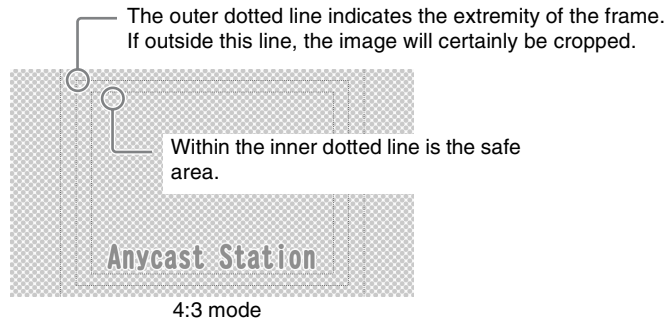 The outer dotted line indicates the extremity of the frame.
If outside this line, the image will certainly be cropped.
Within the inner dotted line is the safe
area.
Anycast Station
4:3 mode